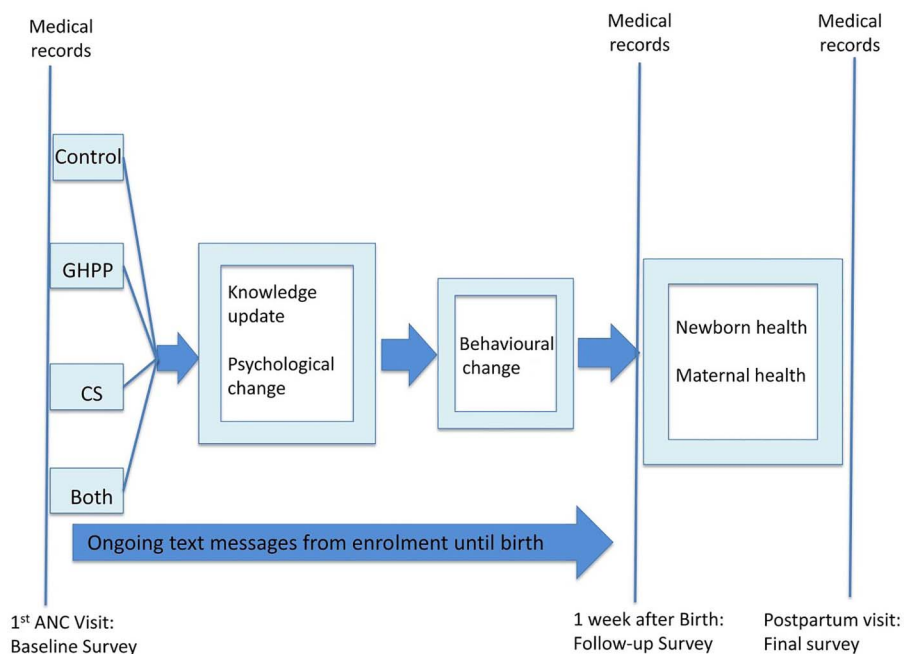 Medical
records
Medical
records
Medical
records
Control
GHPP
CS
Both
Knowledge
update
Psychological
change
Behavioural
change
Newborn health
Maternal health
Ongoing text messages from enrolment until birth
1st ANC Visit:
Baseline Survey
1 week after Birth:
Follow-up Survey
Postpartum visit:
Final survey